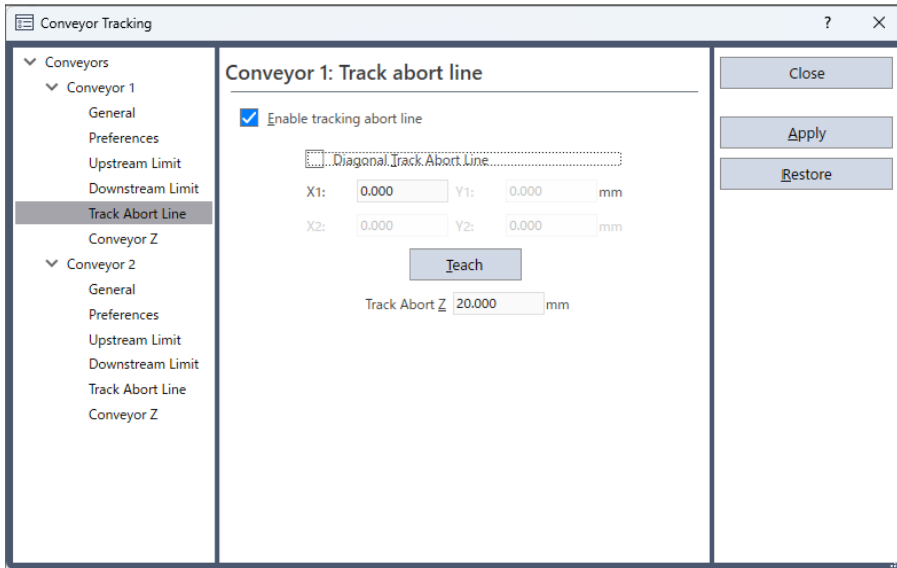 Conveyor Tracking
?
Conveyors
Conveyor 1
General
Preferences
Upstream Limit
Downstream Limit
Track Abort Line
Conveyor Z
Conveyor 2
General
Preferences
Upstream Limit
Downstream Limit
Track Abort Line
Conveyor Z
Conveyor 1: Track abort line
Enable tracking abort line
Diagonal Track Abort Line
X1: 0.000 Y1: 0.000 mm
X2: 0.000 Y2: 0.000 mm
Teach
Track Abort Z 20.000 mm
Close
Apply
Restore